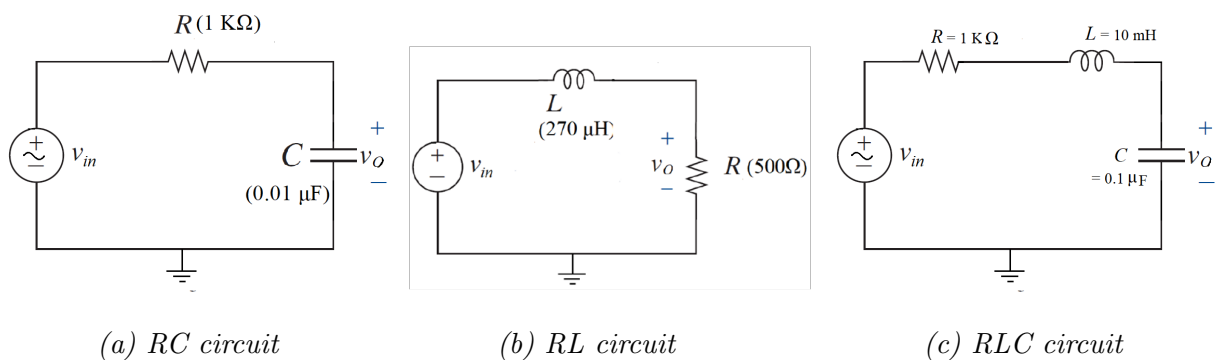 R (1 KΩ)
+
−
v_in
C
(0.01 μF)
+
v_O
−
(a) RC circuit
L
(270 μH)
+
−
v_in
+
v_O
−
R (500Ω)
(b) RL circuit
R = 1 K Ω
L = 10 mH
+
−
v_in
C
= 0.1 μF
+
v_O
−
(c) RLC circuit